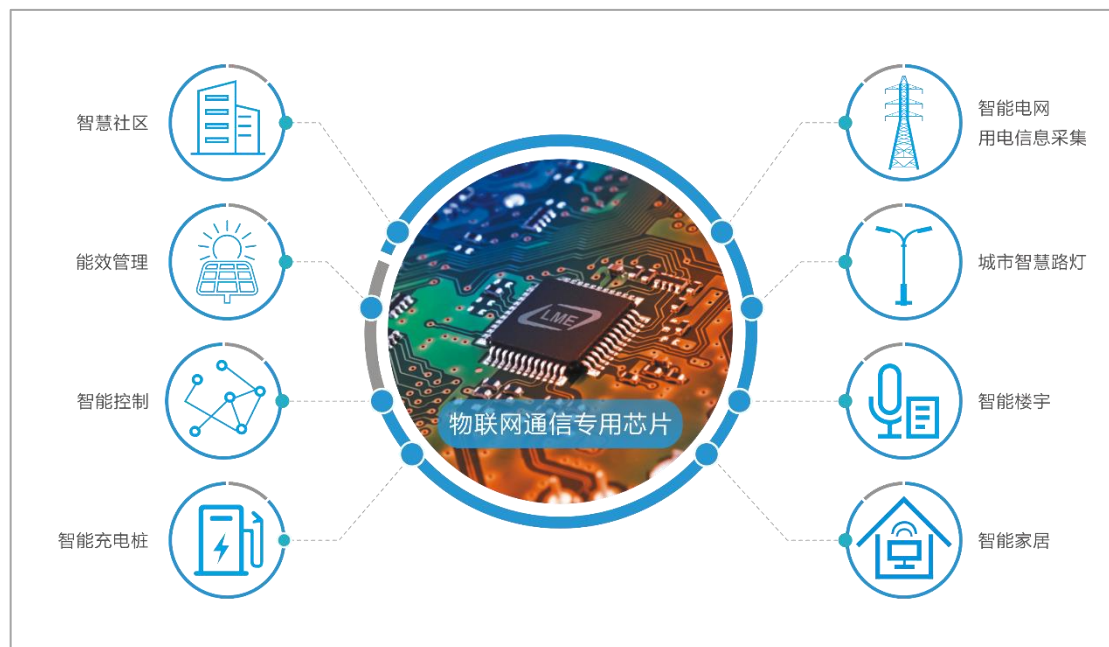 智慧社区
能效管理
智能控制
智能充电桩
LME
物联网通信专用芯片
智能电网
用电信息采集
城市智慧路灯
智能楼宇
智能家居